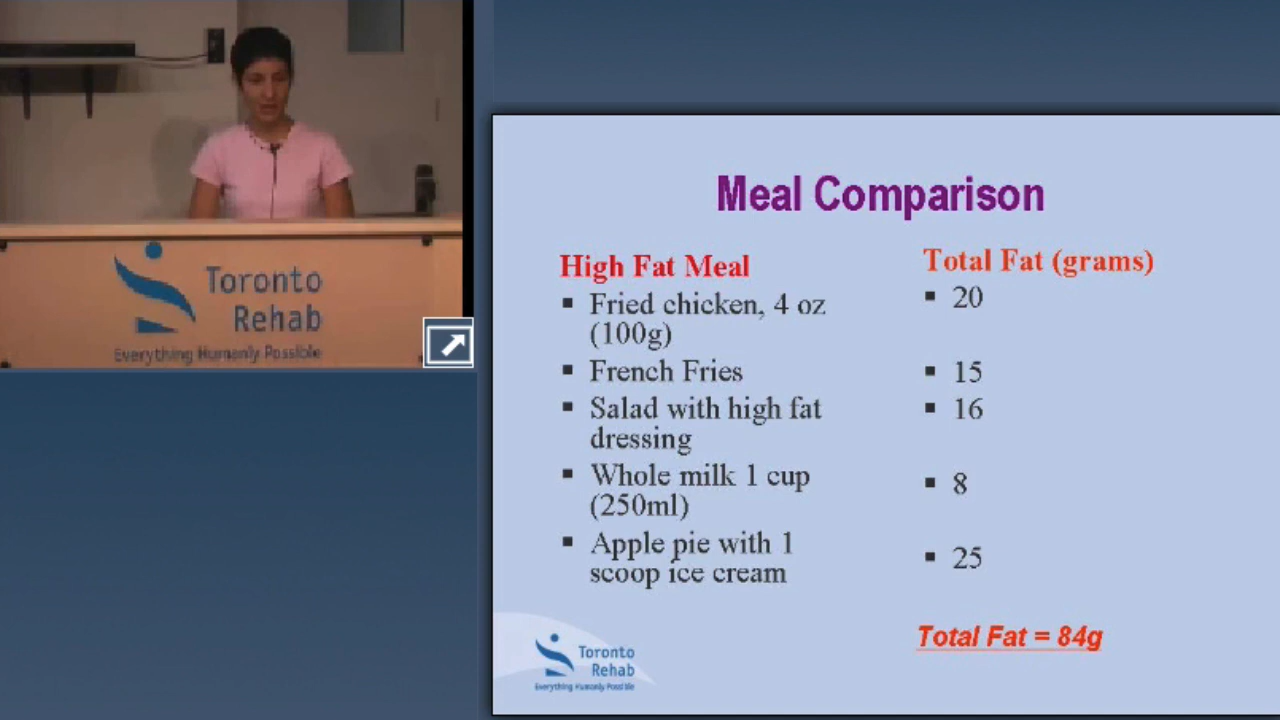 Toronto
Rehab
Everything Humanly Possible
Meal Comparison
High Fat Meal
▪ Fried chicken, 4 oz
(100g)
▪ French Fries
▪ Salad with high fat
dressing
▪ Whole milk 1 cup
(250ml)
▪ Apple pie with 1
scoop ice cream
Total Fat (grams)
▪ 20
▪ 15
▪ 16
▪ 8
▪ 25
Total Fat = 84g
Toronto
Rehab
Everything Humanly Possible